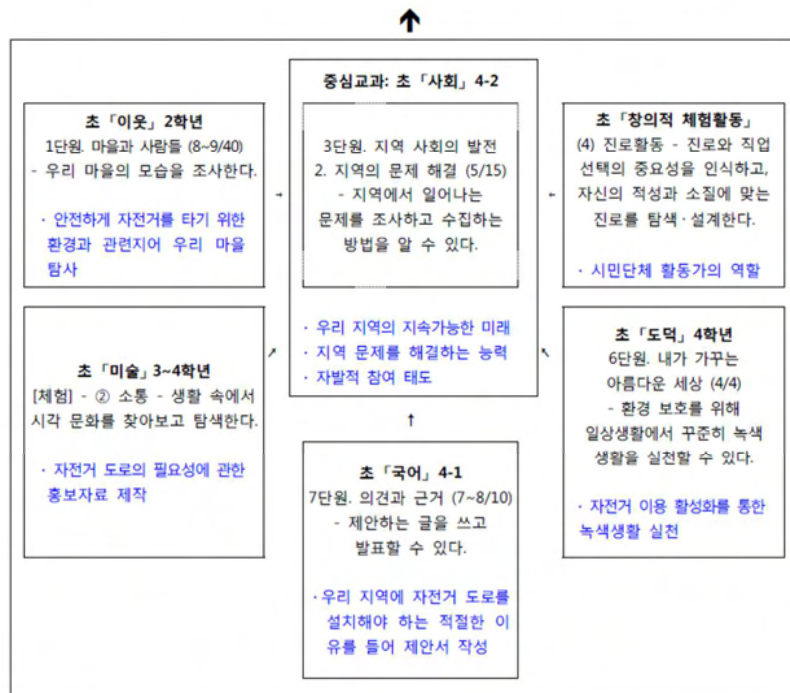 중심교과: 초 「사회」 4-2
3단원. 지역 사회의 발전
2. 지역의 문제 해결 (5/15)
- 지역에서 일어나는
문제를 조사하고 수집하는
방법을 알 수 있다.
· 우리 지역의 지속가능한 미래
· 지역 문제를 해결하는 능력
· 자발적 참여 태도
초 「이웃」 2학년
1단원. 마을과 사람들 (8~9/40)
- 우리 마을의 모습을 조사한다.
· 안전하게 자전거를 타기 위한
환경과 관련지어 우리 마을
탐사
초 「창의적 체험활동」
(4) 진로활동 - 진로와 직업
선택의 중요성을 인식하고,
자신의 적성과 소질에 맞는
진로를 탐색·설계한다.
· 시민단체 활동가의 역할
초 「미술」 3~4학년
[체험] - ② 소통 - 생활 속에서
시각 문화를 찾아보고 탐색한다.
· 자전거 도로의 필요성에 관한
홍보자료 제작
초 「도덕」 4학년
6단원. 내가 가꾸는
아름다운 세상 (4/4)
- 환경 보호를 위해
일상생활에서 꾸준히 녹색
생활을 실천할 수 있다.
· 자전거 이용 활성화를 통한
녹색생활 실천
초 「국어」 4-1
7단원. 의견과 근거 (7~8/10)
- 제안하는 글을 쓰고
발표할 수 있다.
· 우리 지역에 자전거 도로를
설치해야 하는 적절한 이
유를 들어 제안서 작성